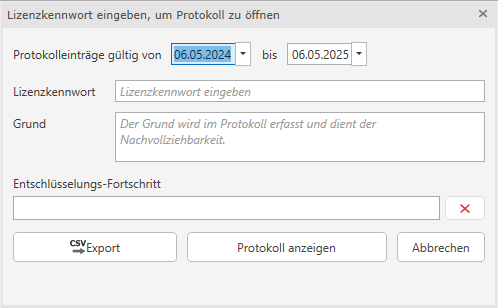 Lizenzkennwort eingeben, um Protokoll zu öffnen
Protokolleinträge gültig von 06.05.2024 bis 06.05.2025
Lizenzkennwort Lizenzkennwort eingeben
Grund Der Grund wird im Protokoll erfasst und dient der
Nachvollziehbarkeit.
Entschlüsselungs-Fortschritt
CSV Export Protokoll anzeigen Abbrechen